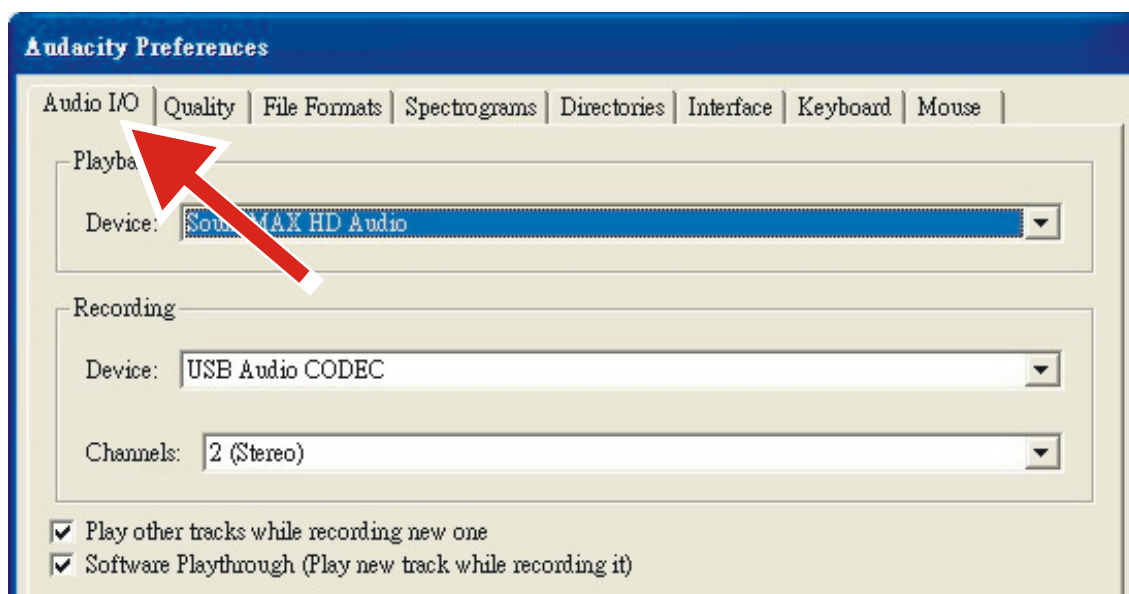 Audacity Preferences
Audio I/O Quality File Formats Spectrograms Directories Interface Keyboard Mouse
Device: MAX HD Audio
Recording
Device: USB Audio CODEC
Channels: 2 (Stereo)
Play other tracks while recording new one
Software Playthrough (Play new track while recording it)